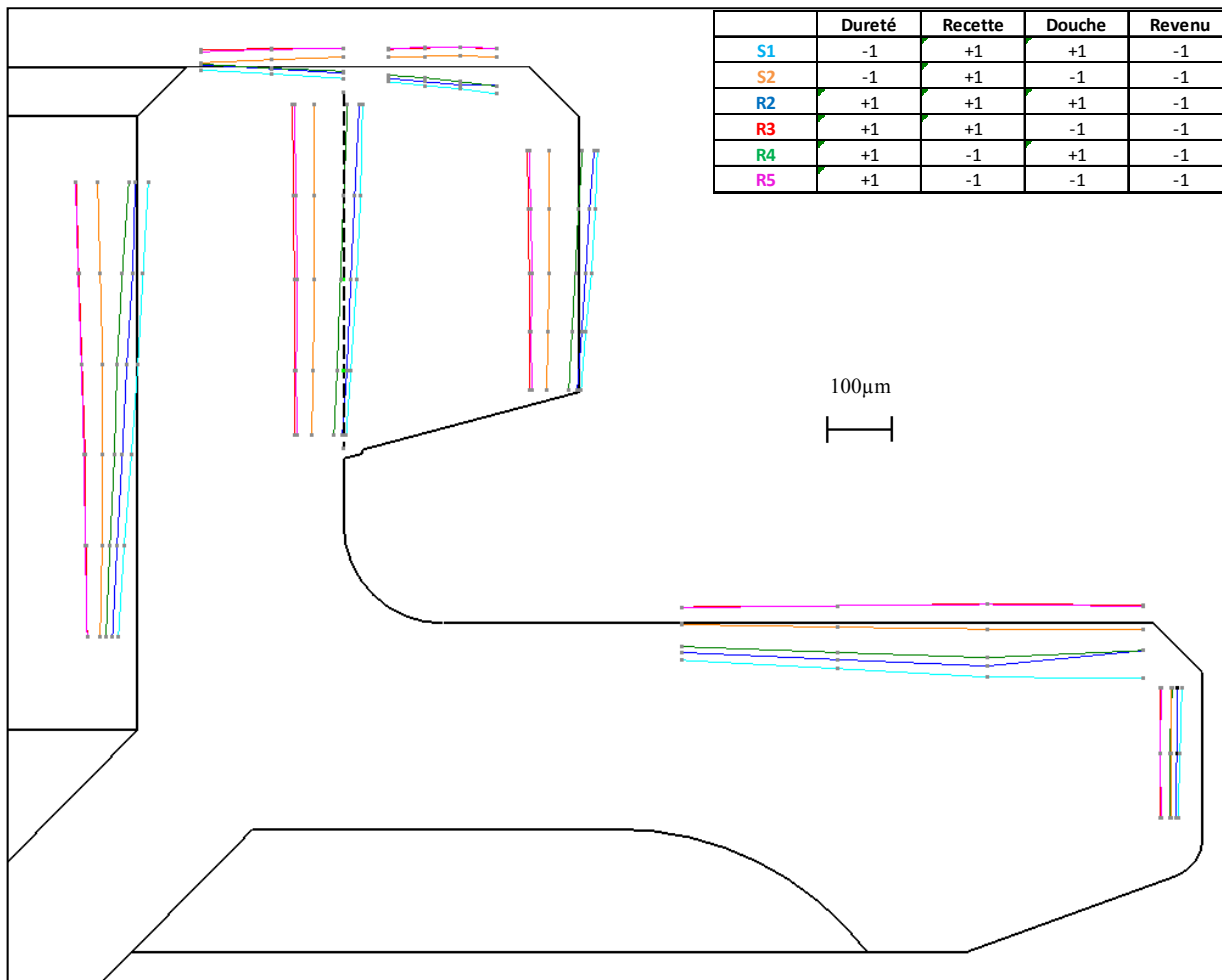 Dureté Recette Douche Revenu
S1 -1 +1 +1 -1
S2 -1 +1 -1 -1
R2 +1 +1 +1 -1
R3 +1 +1 -1 -1
R4 +1 -1 +1 -1
R5 +1 -1 -1 -1
100µm